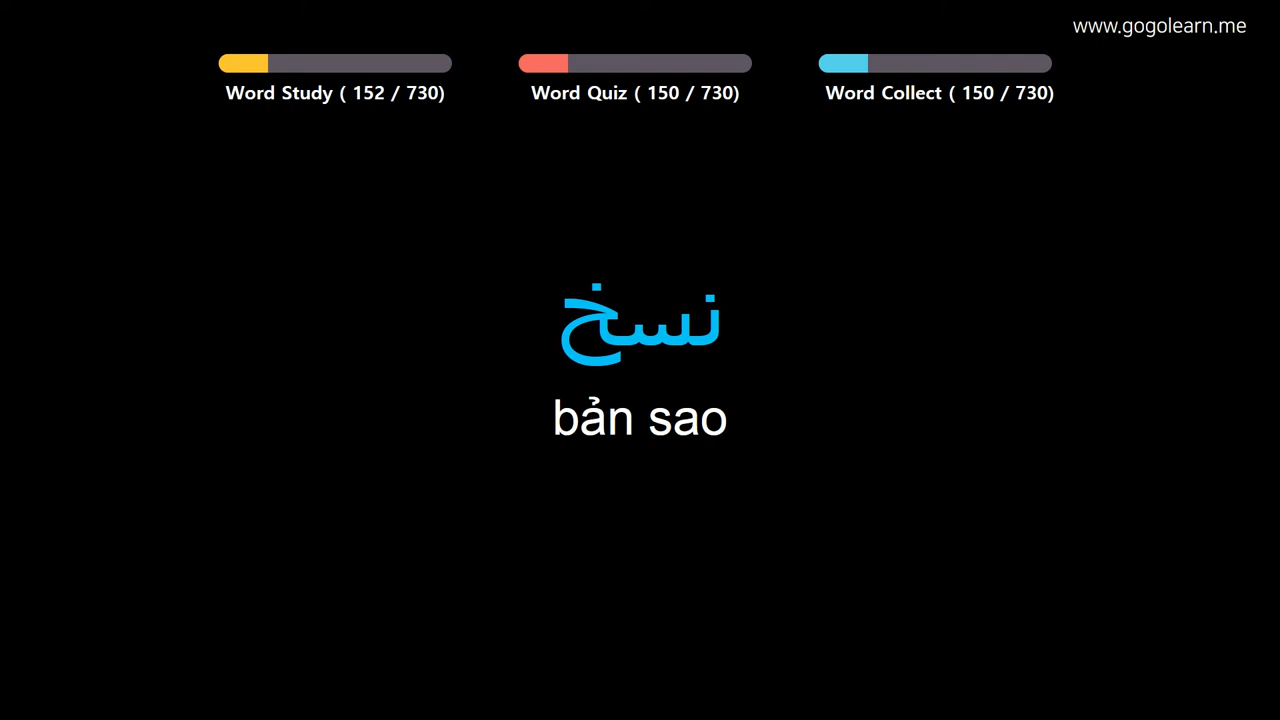 www.gogolearn.me
Word Study ( 152 / 730)
Word Quiz ( 150 / 730)
Word Collect ( 150 / 730)
نسخ
bản sao